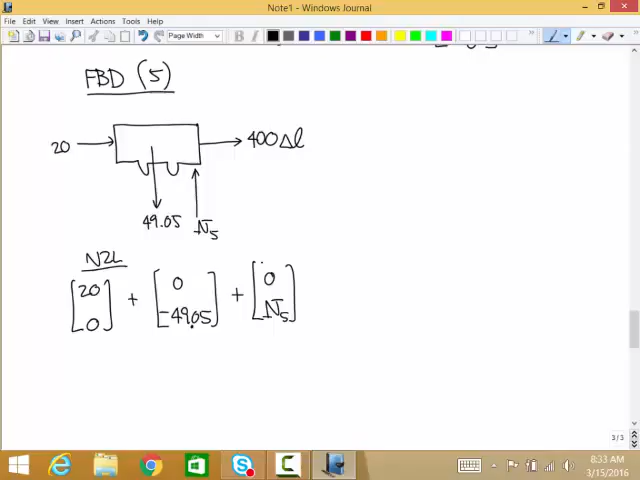 Note1 - Windows Journal
File Edit View Insert Actions Tools Help
Page Width
B I
FBD (5)
20
400Δl
49.05
N5
N2L
[20 0] + [0 -49.05] + [0 N5]
3/3
8:33 AM
3/15/2016